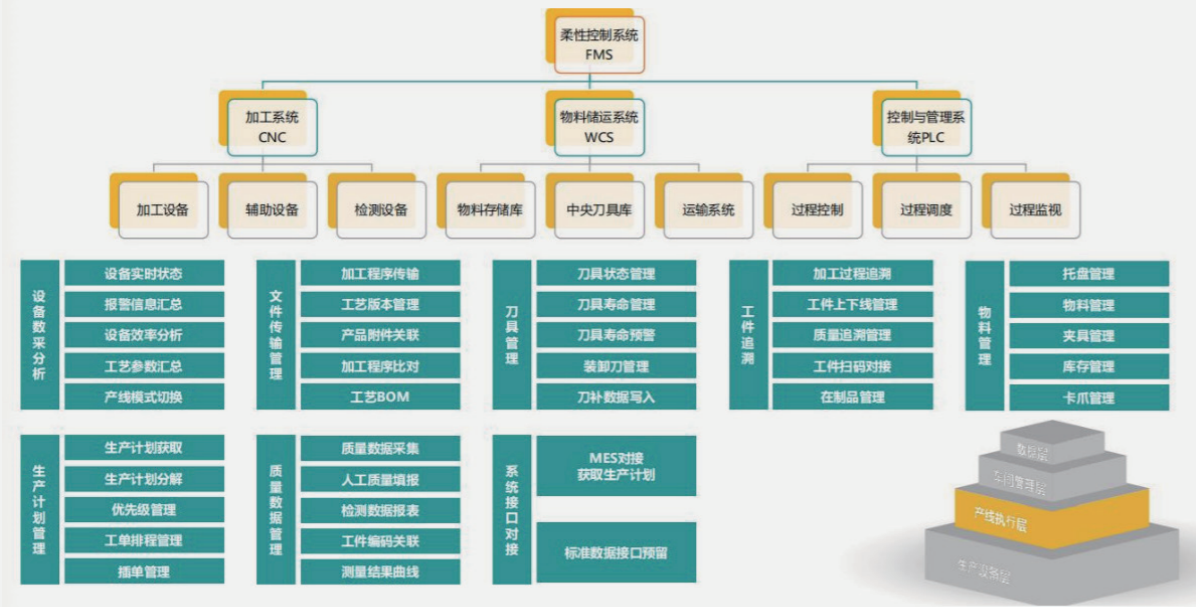 柔性控制系统
FMS
加工系统
CNC
物料储运系统
WCS
控制与管理系
统PLC
加工设备
辅助设备
检测设备
物料存储库
中央刀具库
运输系统
过程控制
过程调度
过程监视
设备数采分析
设备实时状态
报警信息汇总
设备效率分析
工艺参数汇总
产线模式切换
文件传输管理
加工程序传输
工艺版本管理
产品附件关联
加工程序比对
工艺BOM
刀具管理
刀具状态管理
刀具寿命管理
刀具寿命预警
装卸刀管理
刀补数据写入
工件追溯
加工过程追溯
工件上下线管理
质量追溯管理
工件扫码对接
在制品管理
物料管理
托盘管理
物料管理
夹具管理
库存管理
卡爪管理
生产计划管理
生产计划获取
生产计划分解
优先级管理
工单排程管理
插单管理
质量数据管理
质量数据采集
人工质量填报
检测数据报表
工件编码关联
测量结果曲线
系统接口对接
MES对接
获取生产计划
标准数据接口预留
数据层
车间管理层
产线执行层
生产设备层